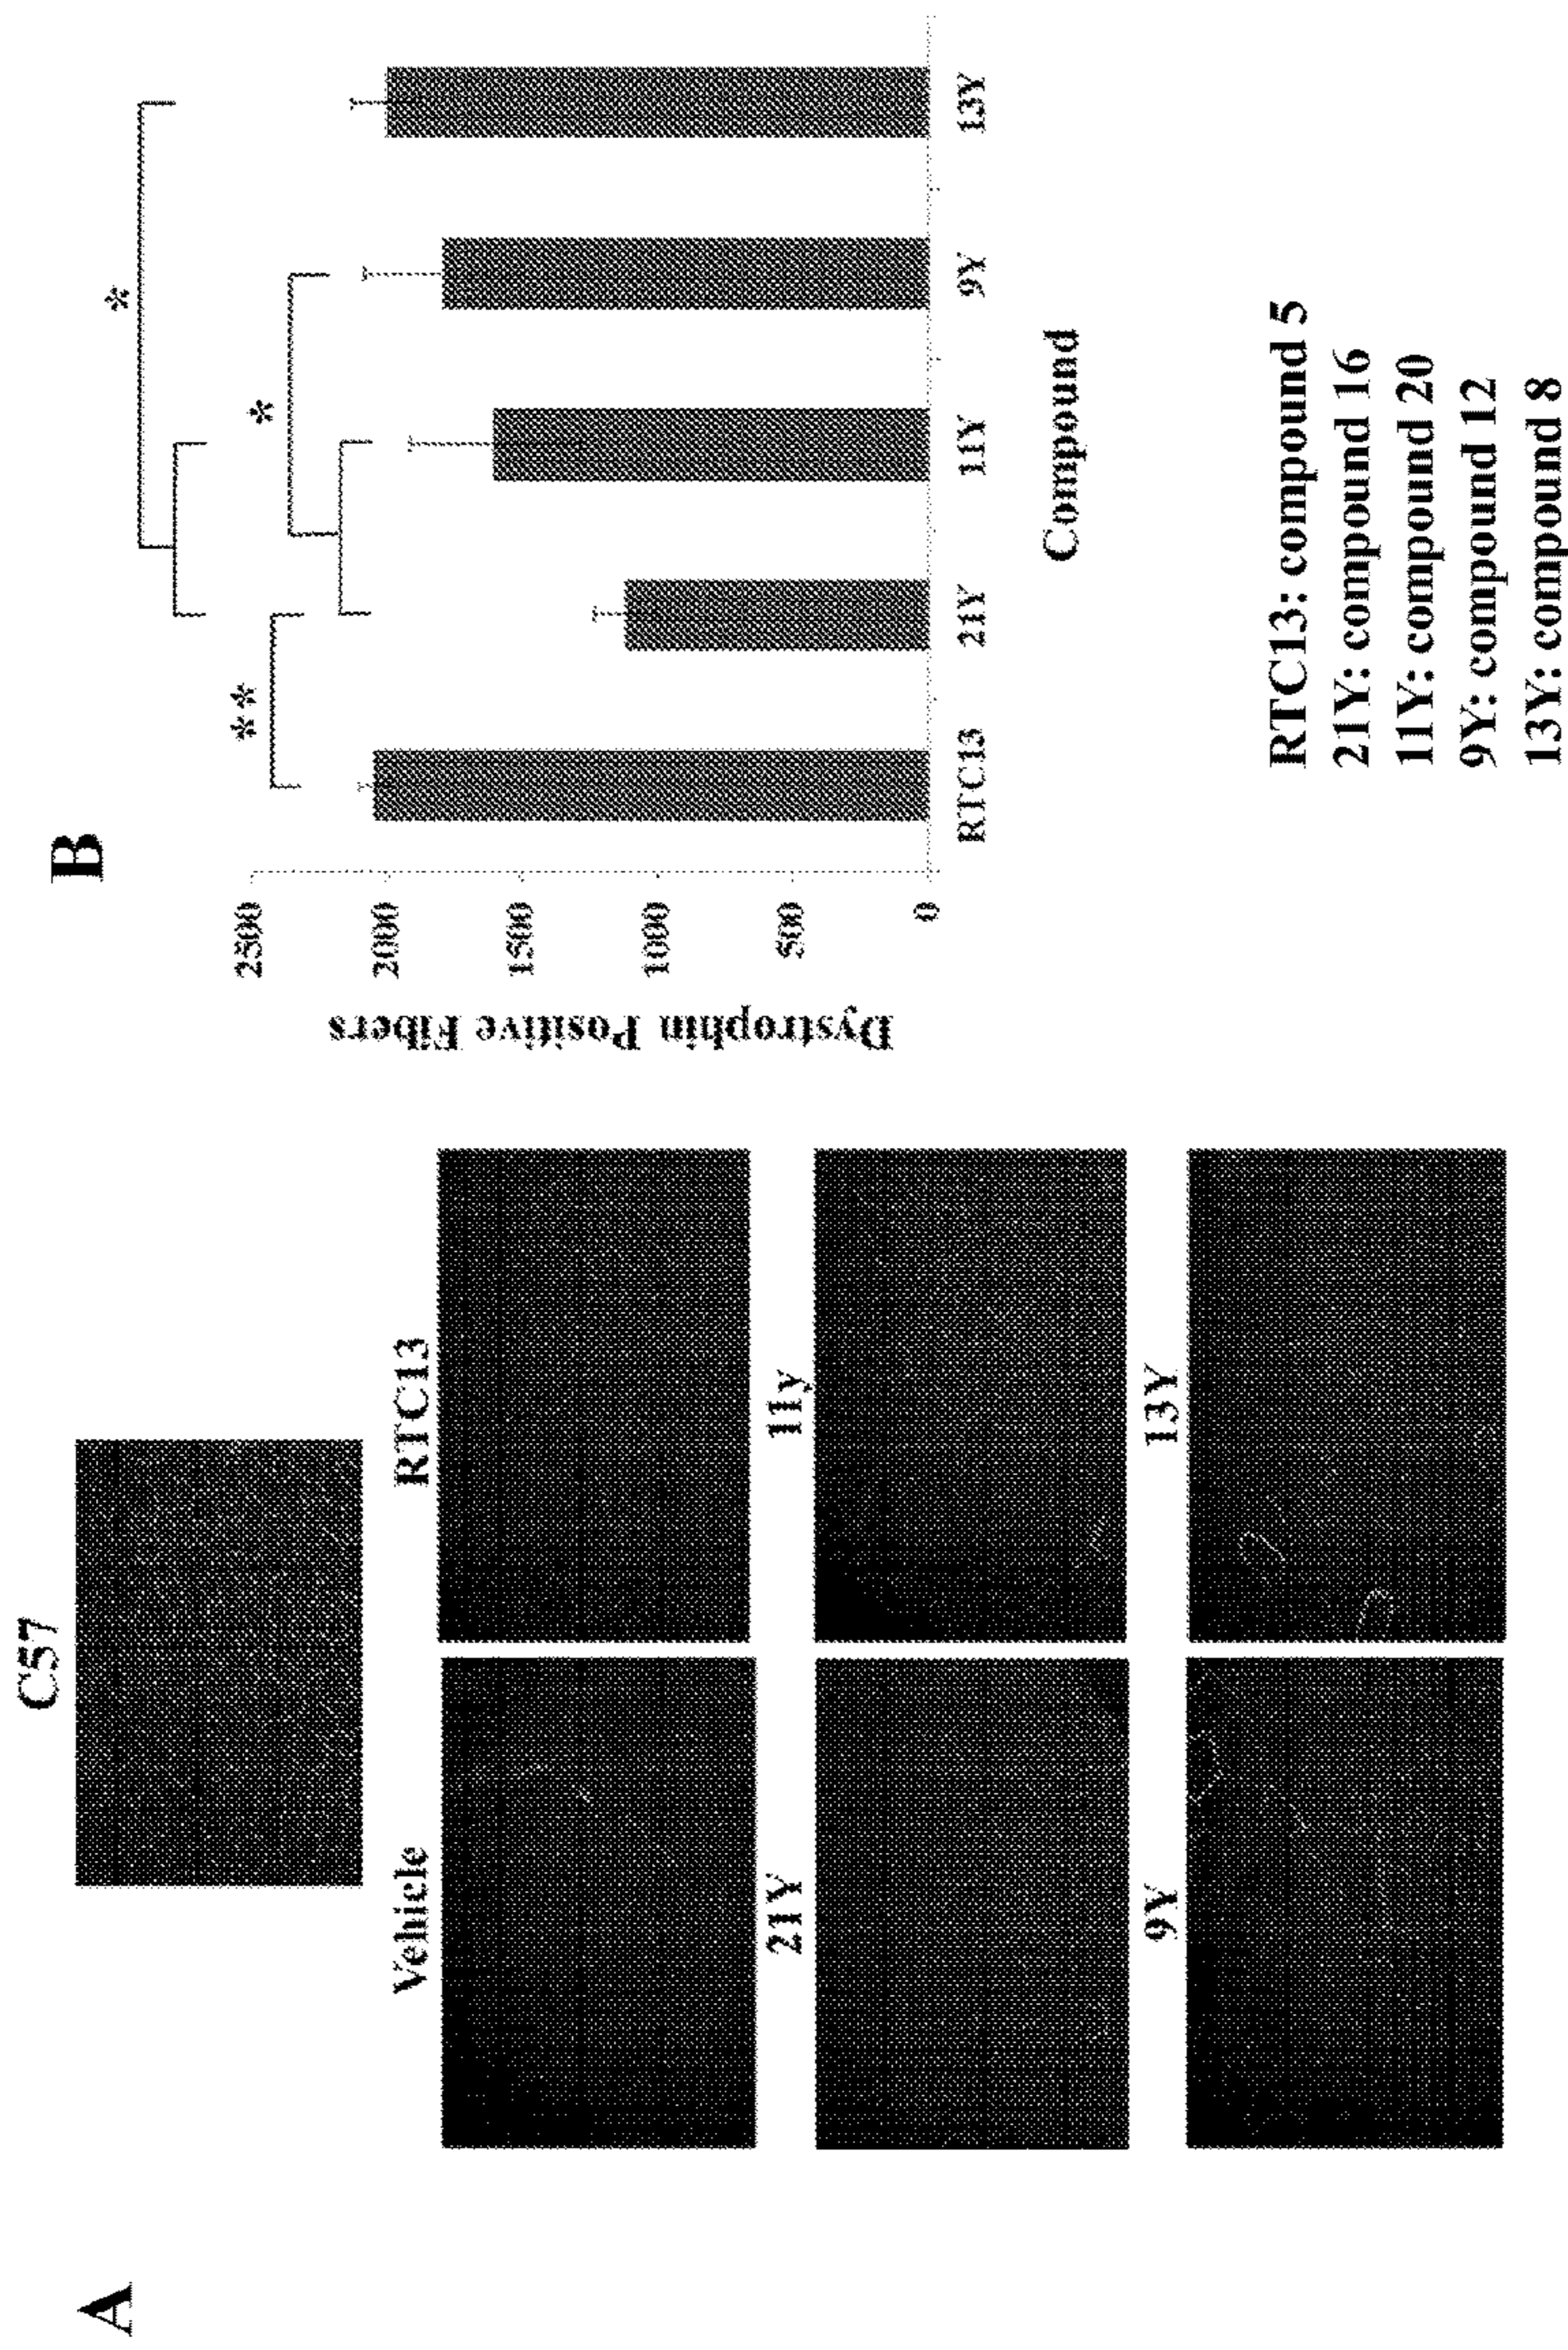 A
C57
Vehicle
RTC13
21Y
11y
9Y
13Y
B
**
*
*
Dystrophin Positive Fibers
2500
2000
1500
1000
500
0
RTC13
21Y
11Y
9Y
13Y
Compound
RTC13: compound 5
21Y: compound 16
11Y: compound 20
9Y: compound 12
13Y: compound 8